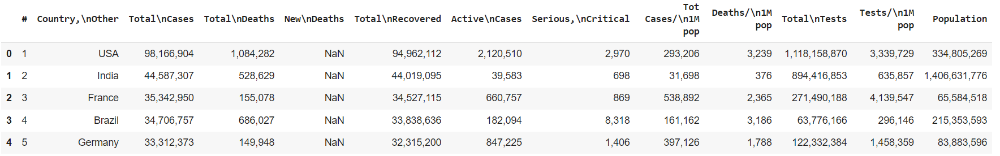 # Country,\nOther Total\nCases Total\nDeaths New\nDeaths Total\nRecovered Active\nCases Serious,\nCritical Tot Cases/\n1M pop Deaths/\n1M pop Total\nTests Tests/\n1M pop Population
0 1 USA 98,166,904 1,084,282 NaN 94,962,112 2,120,510 2,970 293,206 3,239 1,118,158,870 3,339,729 334,805,269
1 2 India 44,587,307 528,629 NaN 44,019,095 39,583 698 31,698 376 894,416,853 635,857 1,406,631,776
2 3 France 35,342,950 155,078 NaN 34,527,115 660,757 869 538,892 2,365 271,490,188 4,139,547 65,584,518
3 4 Brazil 34,706,757 686,027 NaN 33,838,636 182,094 8,318 161,162 3,186 63,776,166 296,146 215,353,593
4 5 Germany 33,312,373 149,948 NaN 32,315,200 847,225 1,406 397,126 1,788 122,332,384 1,458,359 83,883,596